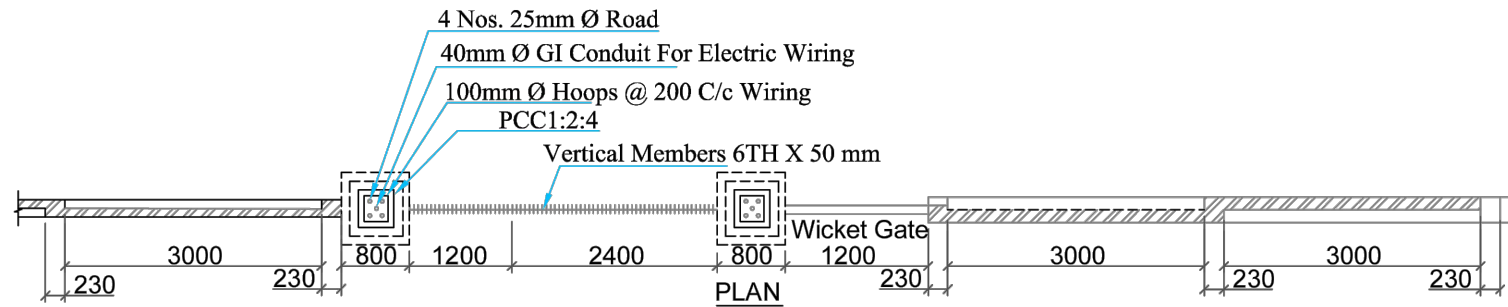 4 Nos. 25mm Ø Road
40mm Ø GI Conduit For Electric Wiring
100mm Ø Hoops @ 200 C/c Wiring
PCC1:2:4
Vertical Members 6TH X 50 mm
Wicket Gate
3000 800 1200 2400 800 1200 3000 3000
230 230 230 230 230
PLAN